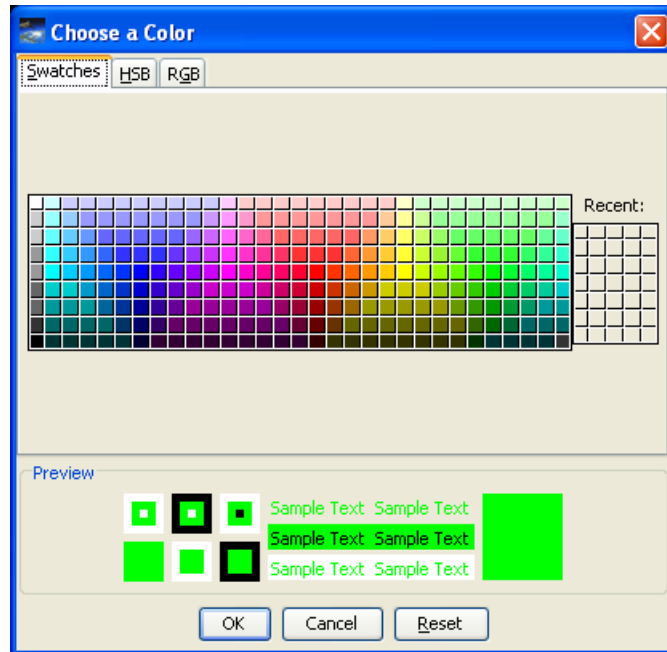 Choose a Color
Swatches HSB RGB
Recent:
Preview
Sample Text Sample Text
Sample Text Sample Text
Sample Text Sample Text
OK Cancel Reset